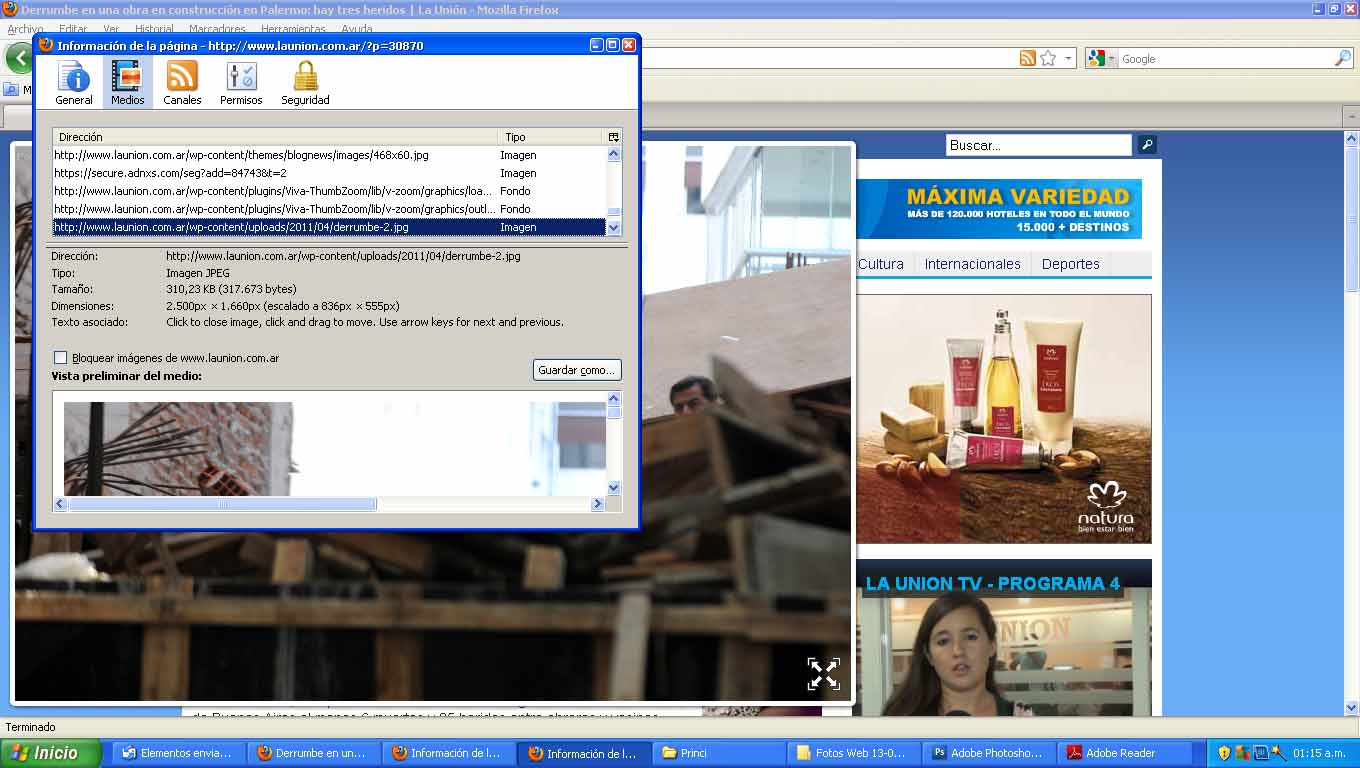 Derrumbe en una obra en construcción en Palermo: hay tres heridos | La Unión - Mozilla Firefox
Archivo Editar Ver Historial Marcadores Herramientas Ayuda
Información de la página - http://www.launion.com.ar/?p=30870
Google
General Medios Canales Permisos Seguridad
M
Dirección Tipo
http://www.launion.com.ar/wp-content/themes/blognews/images/468x60.jpg Imagen
https://secure.adnxs.com/seg?add=84743&t=2 Imagen
http://www.launion.com.ar/wp-content/plugins/Viva-ThumbZoom/lib/v-zoom/graphics/loa... Fondo
http://www.launion.com.ar/wp-content/plugins/Viva-ThumbZoom/lib/v-zoom/graphics/outl... Fondo
http://www.launion.com.ar/wp-content/uploads/2011/04/derrumbe-2.jpg Imagen
Dirección: http://www.launion.com.ar/wp-content/uploads/2011/04/derrumbe-2.jpg
Tipo: Imagen JPEG
Tamaño: 310,23 KB (317.673 bytes)
Dimensiones: 2.500px × 1.660px (escalado a 836px × 555px)
Texto asociado: Click to close image, click and drag to move. Use arrow keys for next and previous.
Bloquear imágenes de www.launion.com.ar
Guardar como...
Vista preliminar del medio:
Buscar...
MÁXIMA VARIEDAD
MÁS DE 120.000 HOTELES EN TODO EL MUNDO
15.000 + DESTINOS
Cultura Internacionales Deportes
natura
bien estar bien
LA UNION TV - PROGRAMA 4
UNION
Terminado
Inicio Elementos envia... Derrumbe en un... Información de l... Información de l... Princi Fotos Web 13-0... Adobe Photosho... Adobe Reader 01:15 a.m.